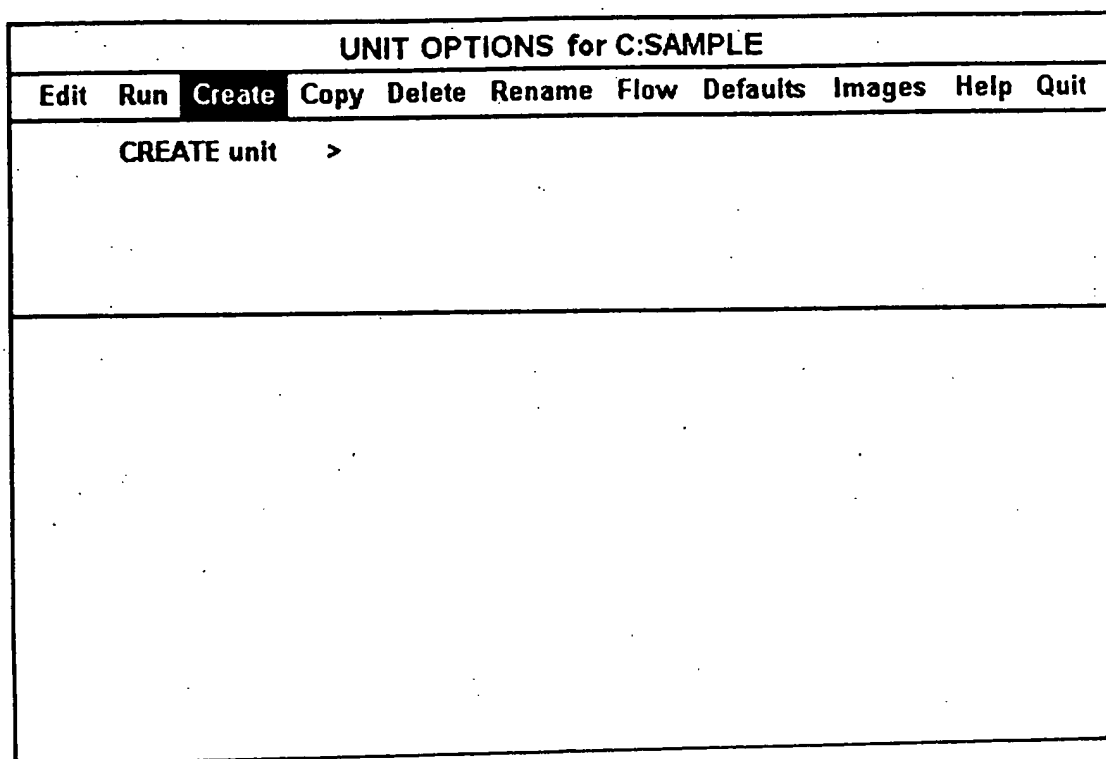 UNIT OPTIONS for C:SAMPLE
Edit Run Create Copy Delete Rename Flow Defaults Images Help Quit
CREATE unit >